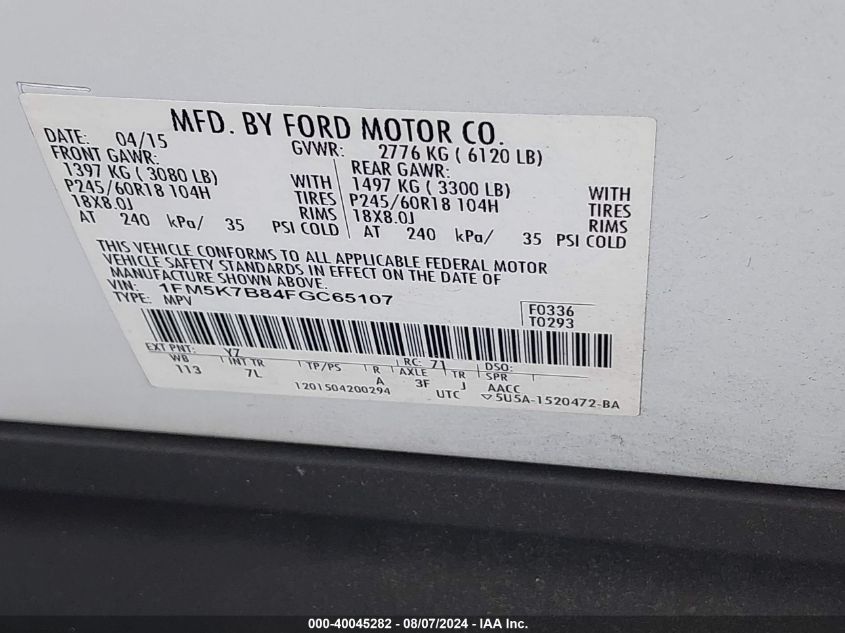 MFD. BY FORD MOTOR CO.
DATE: 04/15 GVWR: 2776 KG ( 6120 LB)
FRONT GAWR: REAR GAWR:
1397 KG ( 3080 LB) WITH 1497 KG ( 3300 LB) WITH
P245/60R18 104H TIRES P245/60R18 104H TIRES
18X8.0J RIMS 18X8.0J RIMS
AT 240 kPa/ 35 PSI COLD AT 240 kPa/ 35 PSI COLD
THIS VEHICLE CONFORMS TO ALL APPLICABLE FEDERAL MOTOR
VEHICLE SAFETY STANDARDS IN EFFECT ON THE DATE OF
MANUFACTURE SHOWN ABOVE.
VIN: 1FM5K7B84FGC65107
TYPE: MPV
F0336
T0293
EXT PNT: YZ RC: 71 DSO:
WB INT TR TP/PS R AXLE TR SPR
113 7L A 3F J AACC
1201504200294 UTC ▽5U5A-1520472-BA
000-40045282 - 08/07/2024 - IAA Inc.